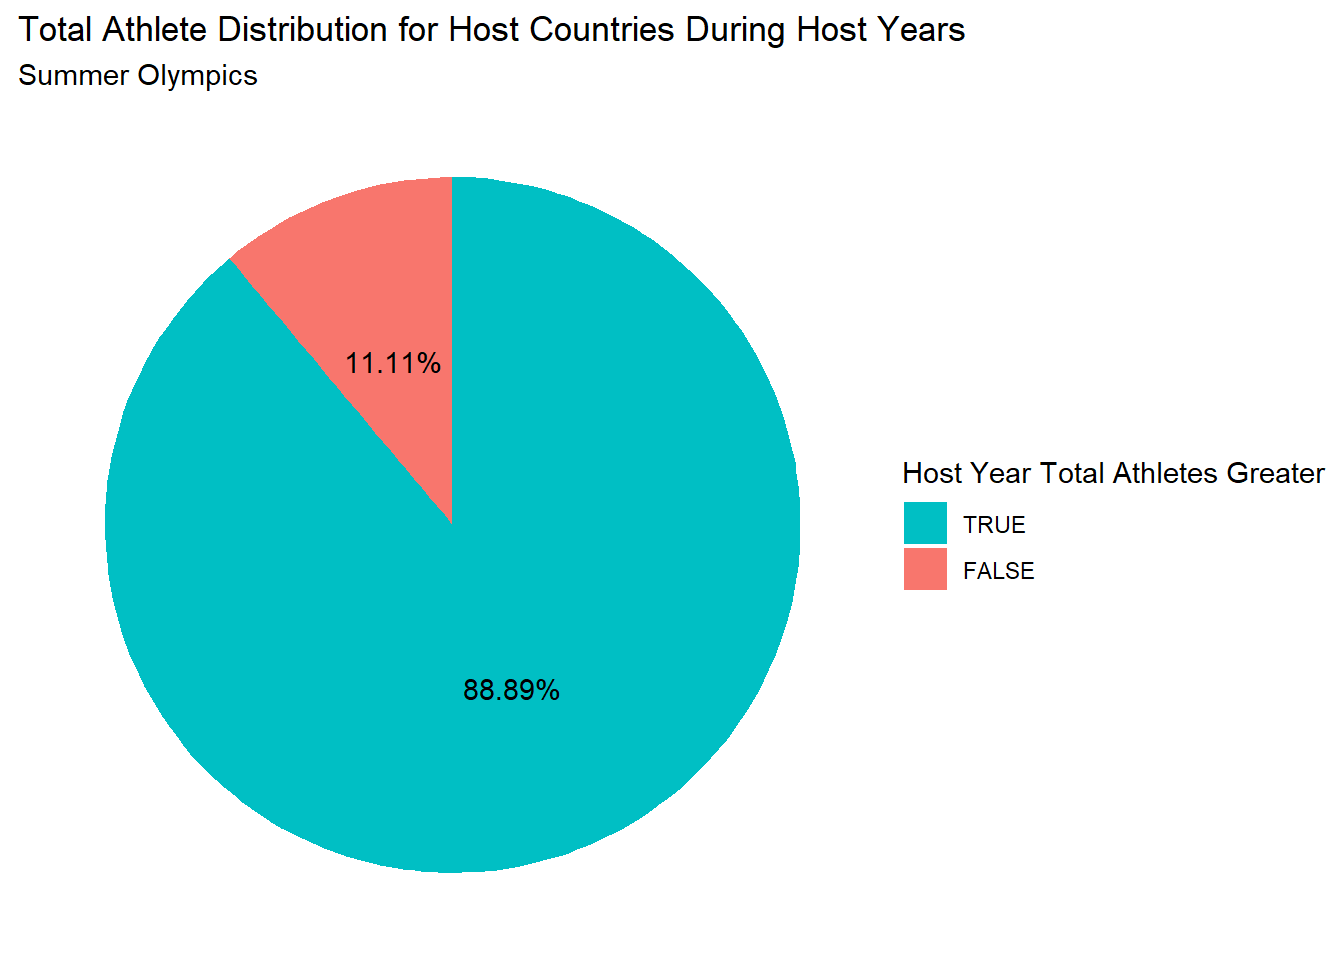 Total Athlete Distribution for Host Countries During Host Years
Summer Olympics
11.11%
88.89%
Host Year Total Athletes Greater
TRUE
FALSE